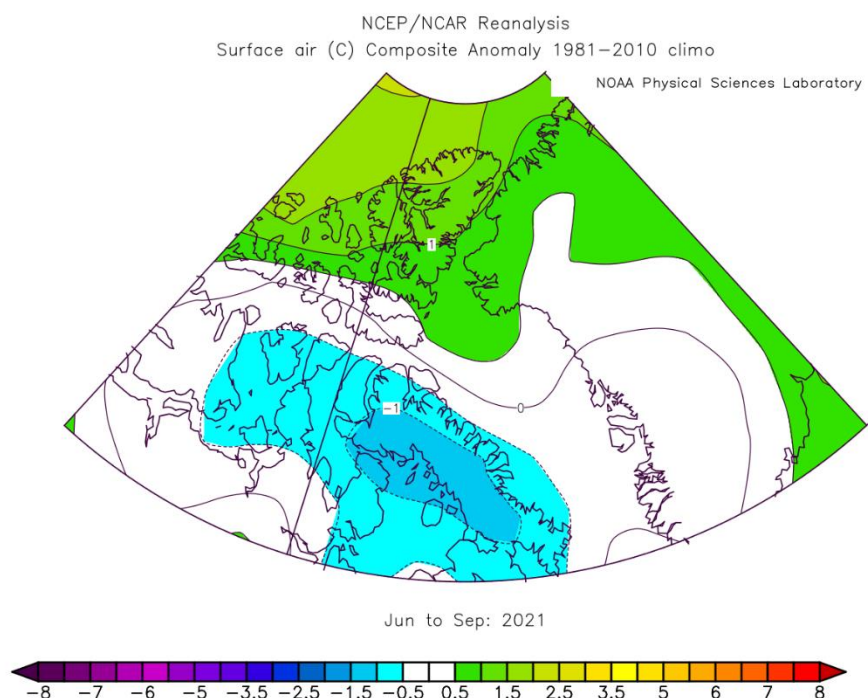 NCEP/NCAR Reanalysis
Surface air (C) Composite Anomaly 1981−2010 climo
NOAA Physical Sciences Laboratory
1
0
−1
Jun to Sep: 2021
−8 −7 −6 −5 −3.5 −2.5 −1.5 −0.5 0.5 1.5 2.5 3.5 5 6 7 8